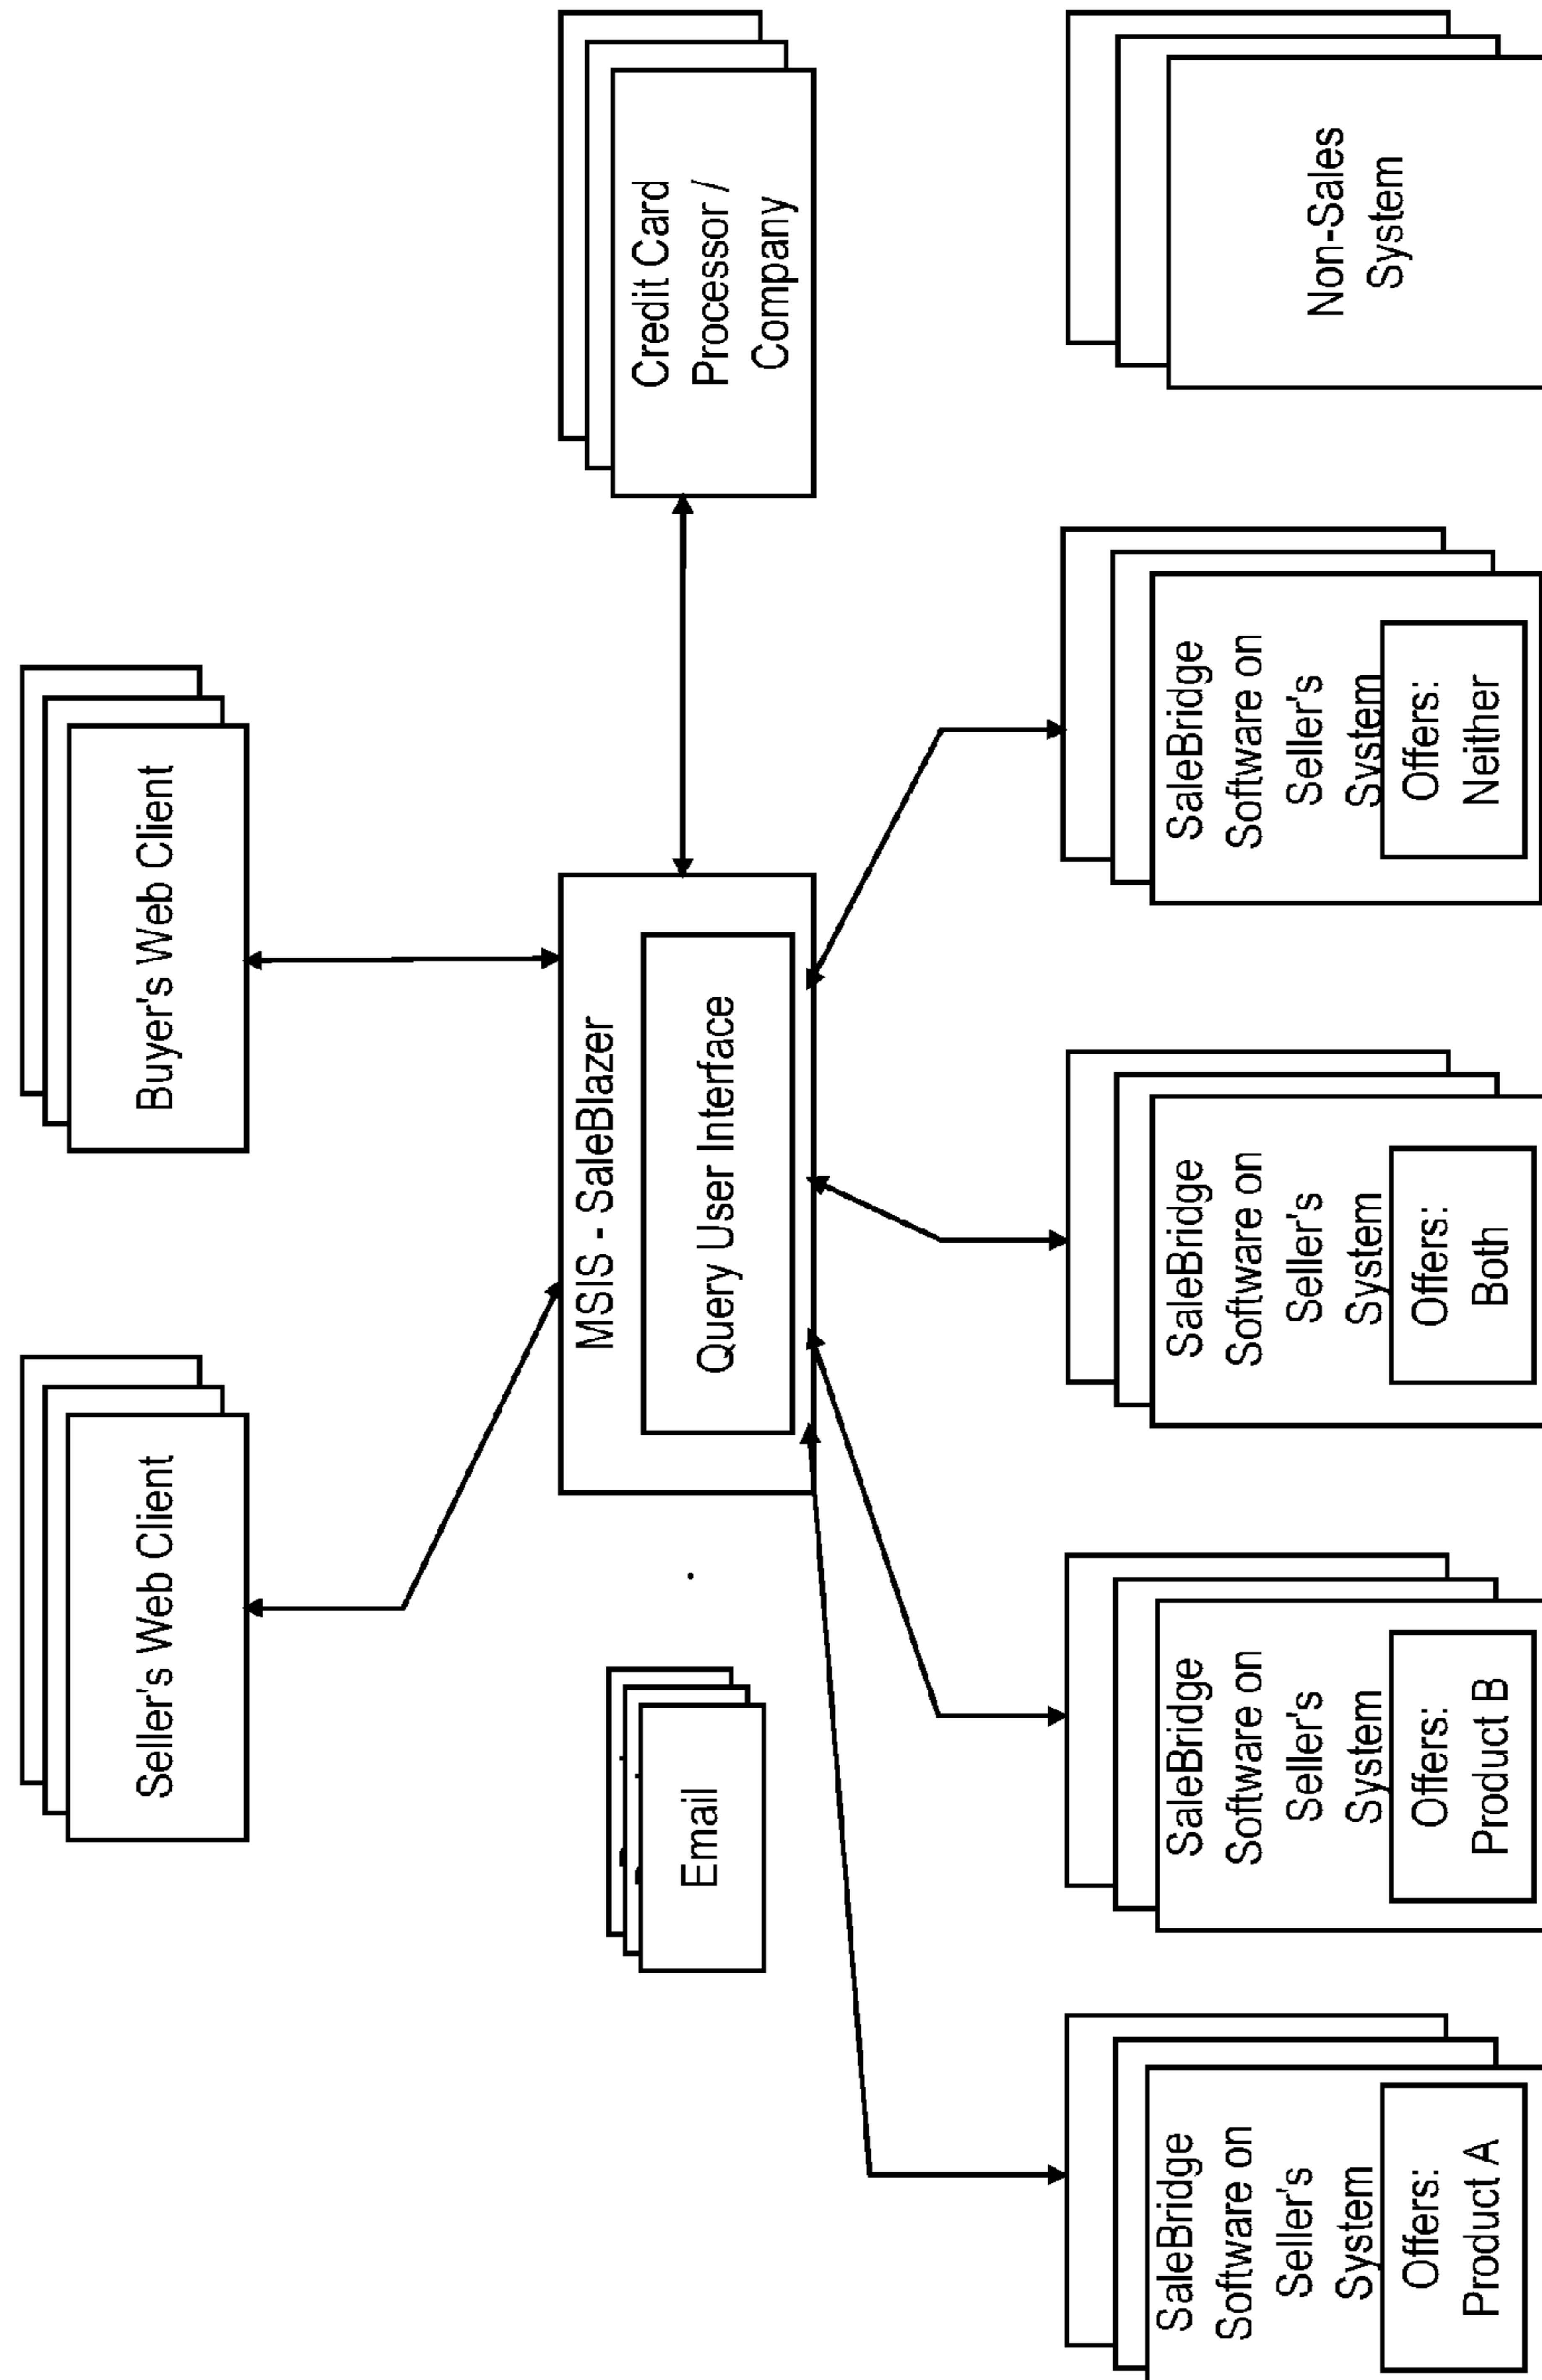 Seller's Web Client
Buyer's Web Client
Email
MSIS - SaleBlazer
Query User Interface
Credit Card
Processor /
Company
SaleBridge
Software on
Seller's
System
Offers:
Product A
SaleBridge
Software on
Seller's
System
Offers:
Product B
SaleBridge
Software on
Seller's
System
Offers:
Both
SaleBridge
Software on
Seller's
System
Offers:
Neither
Non-Sales
System